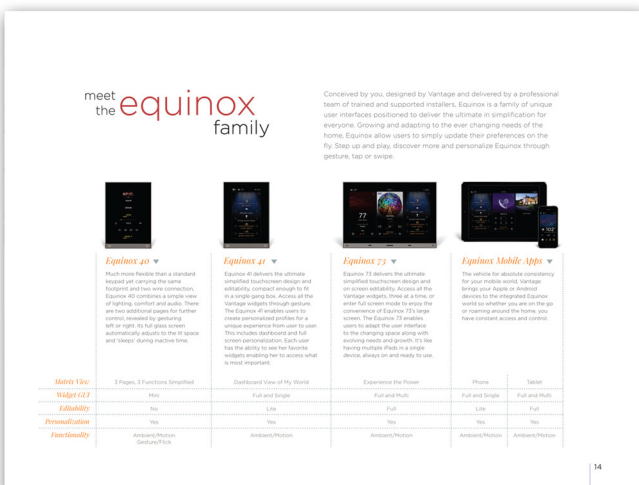 meet
the equinox
family
Conceived by you, designed by Vantage and delivered by a professional
team of trained and supported installers, Equinox is a family of unique
user interfaces positioned to deliver the ultimate in simplification for
everyone. Growing and adapting to the ever changing needs of the
home, Equinox allow users to simply update their preferences on the
fly. Step up and play, discover more and personalize Equinox through
gesture, tap or swipe.
77
102°
Equinox 40
Much more flexible than a standard
keypad yet carrying the same
footprint and two wire connection,
Equinox 40 combines a simple view
of lighting, comfort and audio. There
are two additional pages for further
control, revealed by gesturing
left or right. Its full glass screen
automatically adjusts to the lit space
and 'sleeps' during inactive time.
Equinox 41
Equinox 41 delivers the ultimate
simplified touchscreen design and
editability, compact enough to fit
in a single gang box. Access all the
Vantage widgets through gesture.
The Equinox 41 enables users to
create personalized profiles for a
unique experience from user to user.
This includes dashboard and full
screen personalization. Each user
has the ability to see her favorite
widgets enabling her to access what
is most important.
Equinox 73
Equinox 73 delivers the ultimate
simplified touchscreen design and
on screen editability. Access all the
Vantage widgets, three at a time, or
enter full screen mode to enjoy the
convenience of Equinox 73's large
screen. The Equinox 73 enables
users to adapt the user interface
to the changing space along with
evolving needs and growth. It's like
having multiple iPads in a single
device, always on and ready to use.
Equinox Mobile Apps
The vehicle for absolute consistency
for your mobile world, Vantage
brings your Apple or Android
devices to the integrated Equinox
world so whether you are on the go
or roaming around the home, you
have constant access and control.
Matrix View 3 Pages, 3 Functions Simplified Dashboard View of My World Experience the Power Phone Tablet
Widget GUI Mini Full and Single Full and Multi Full and Single Full and Multi
Editability No Lite Full Lite Full
Personalization Yes Yes Yes Yes Yes
Functionality Ambient/Motion Ambient/Motion Ambient/Motion Ambient/Motion Ambient/Motion
Gesture/Flick
14